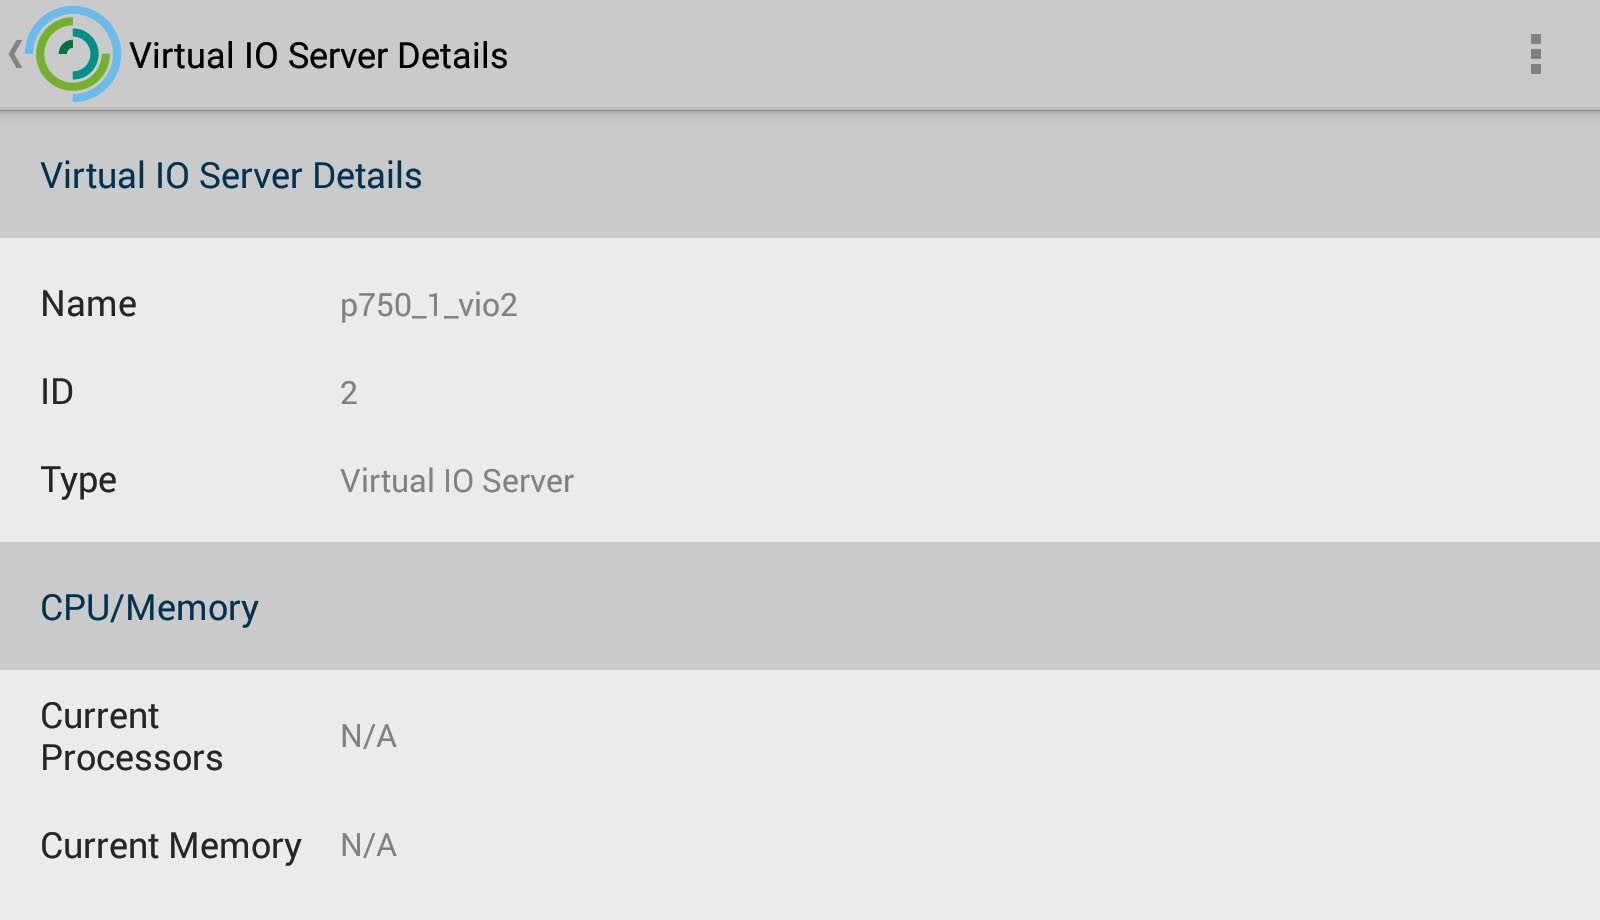 Virtual IO Server Details
Virtual IO Server Details
Name p750_1_vio2
ID 2
Type Virtual IO Server
CPU/Memory
Current
Processors N/A
Current Memory N/A